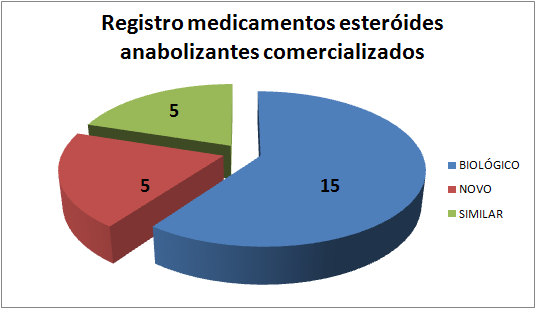 Registro medicamentos esteróides
anabolizantes comercializados
5
5
15
BIOLÓGICO
NOVO
SIMILAR